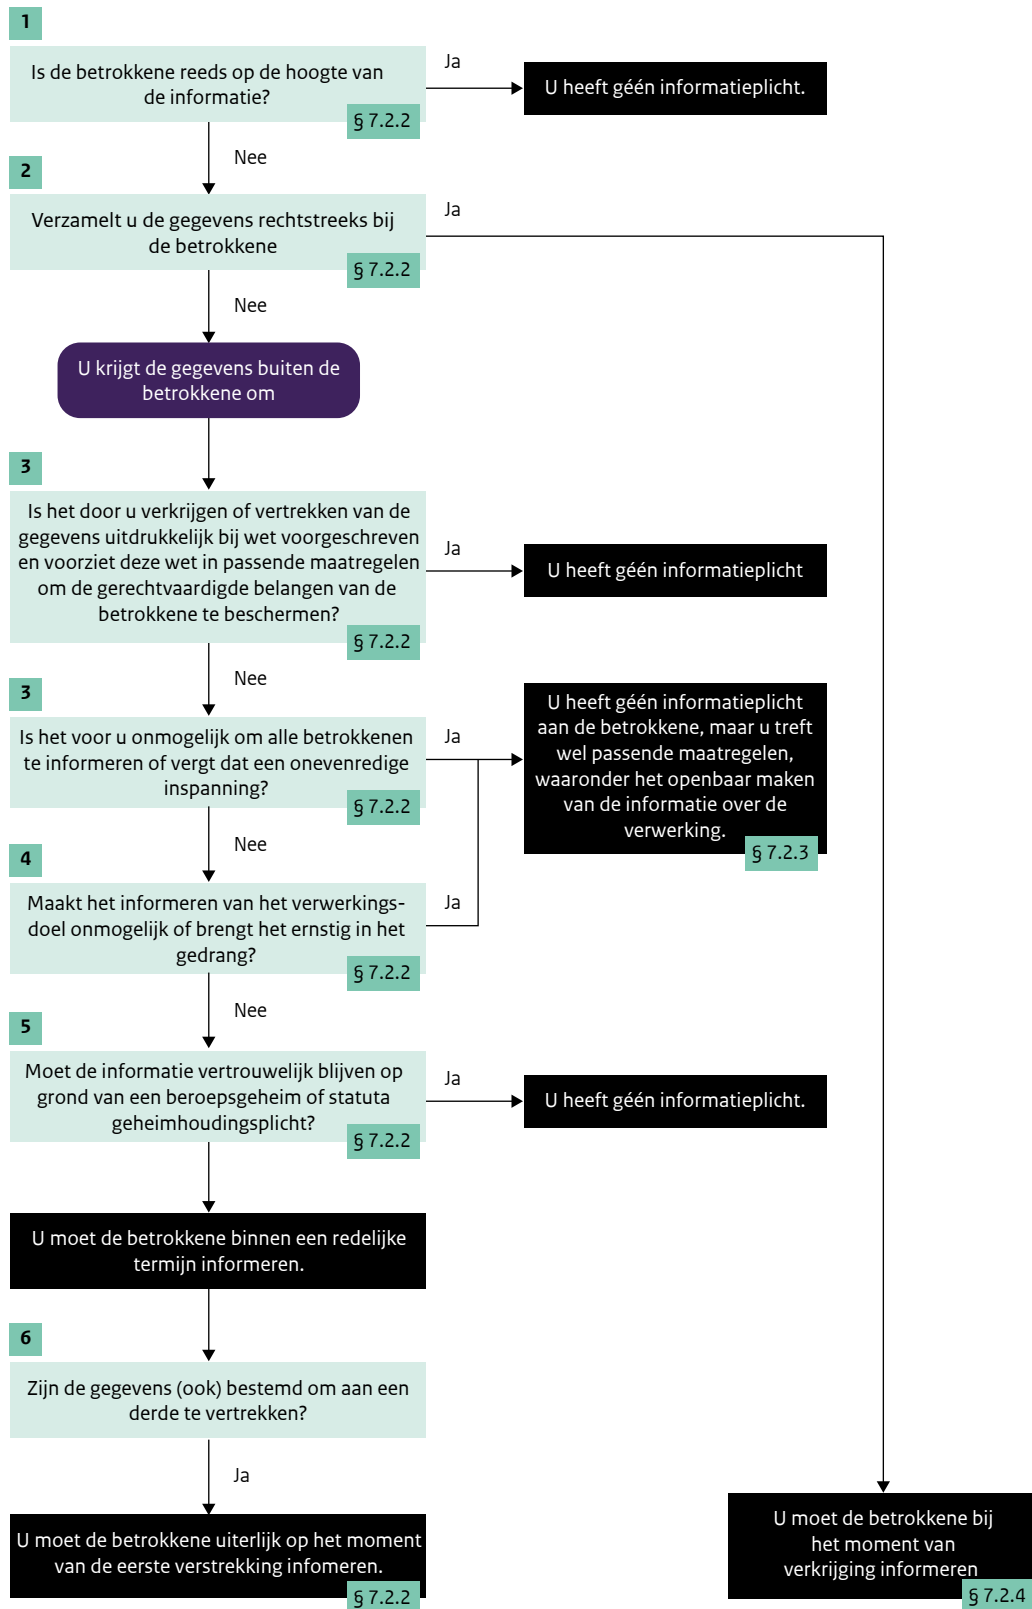 1
Is de betrokkene reeds op de hoogte van
de informatie?
§ 7.2.2
Ja
U heeft géén informatieplicht.
Nee
2
Verzamelt u de gegevens rechtstreeks bij
de betrokkene
§ 7.2.2
Ja
Nee
U krijgt de gegevens buiten de
betrokkene om
3
Is het door u verkrijgen of vertrekken van de
gegevens uitdrukkelijk bij wet voorgeschreven
en voorziet deze wet in passende maatregelen
om de gerechtvaardigde belangen van de
betrokkene te beschermen?
§ 7.2.2
Ja
U heeft géén informatieplicht
Nee
3
Is het voor u onmogelijk om alle betrokkenen
te informeren of vergt dat een onevenredige
inspanning?
§ 7.2.2
Ja
U heeft géén informatieplicht
aan de betrokkene, maar u treft
wel passende maatregelen,
waaronder het openbaar maken
van de informatie over de
verwerking.
§ 7.2.3
Nee
4
Maakt het informeren van het verwerkings-
doel onmogelijk of brengt het ernstig in het
gedrang?
§ 7.2.2
Ja
Nee
5
Moet de informatie vertrouwelijk blijven op
grond van een beroepsgeheim of statuta
geheimhoudingsplicht?
§ 7.2.2
Ja
U heeft géén informatieplicht.
U moet de betrokkene binnen een redelijke
termijn informeren.
6
Zijn de gegevens (ook) bestemd om aan een
derde te vertrekken?
Ja
U moet de betrokkene uiterlijk op het moment
van de eerste verstrekking infomeren.
§ 7.2.2
U moet de betrokkene bij
het moment van
verkrijging informeren
§ 7.2.4